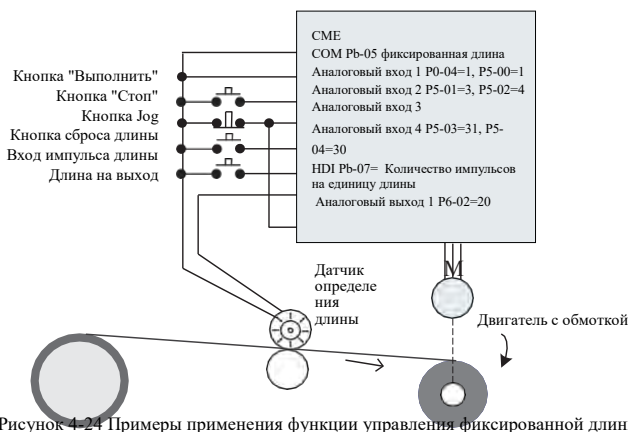 CME
COM Pb-05 фиксированная длина
Аналоговый вход 1 P0-04=1, P5-00=1
Аналоговый вход 2 P5-01=3, P5-02=4
Аналоговый вход 3
Аналоговый вход 4 P5-03=31, P5-
04=30
HDI Pb-07= Количество импульсов
на единицу длины
Аналоговый выход 1 P6-02=20
Кнопка "Выполнить"
Кнопка "Стоп"
Кнопка Jog
Кнопка сброса длины
Вход импульса длины
Длина на выход
M
Датчик
определе
ния
длины
Двигатель с обмоткой
Рисунок 4-24 Примеры применения функции управления фиксированной длин